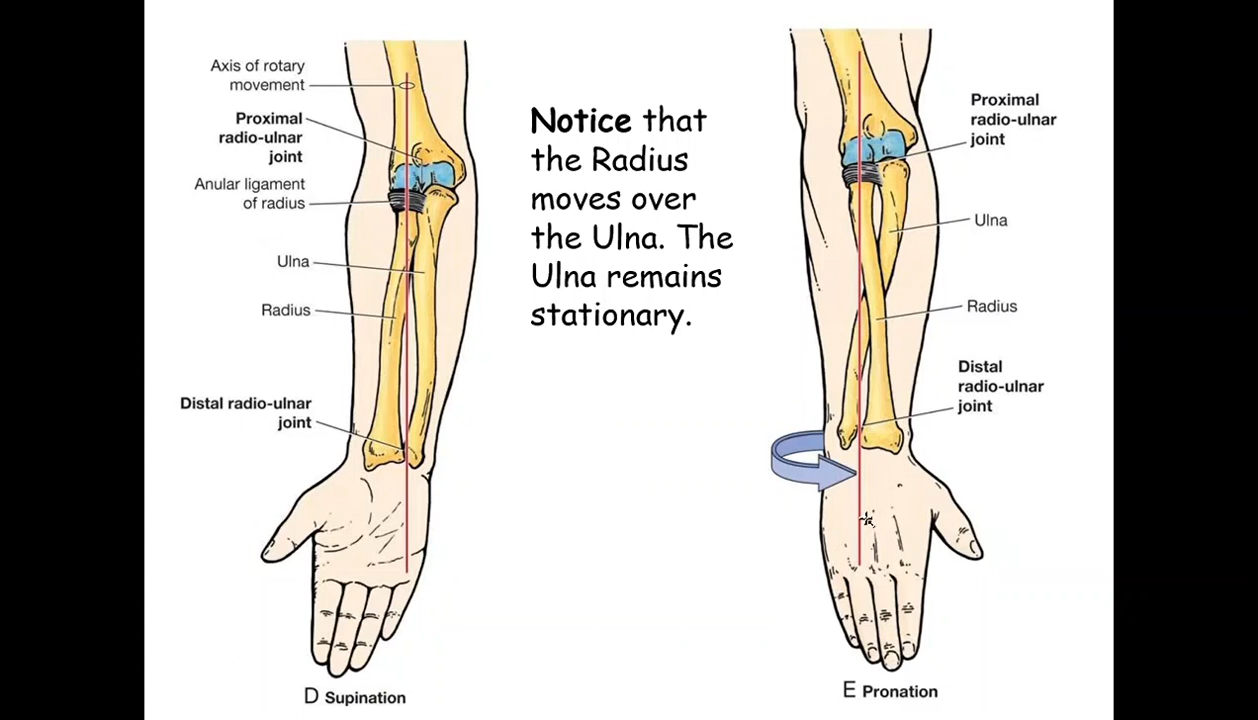 Axis of rotary
movement
Proximal
radio-ulnar
joint
Anular ligament
of radius
Ulna
Radius
Distal radio-ulnar
joint
D Supination
Notice that
the Radius
moves over
the Ulna. The
Ulna remains
stationary.
Proximal
radio-ulnar
joint
Ulna
Radius
Distal
radio-ulnar
joint
E Pronation